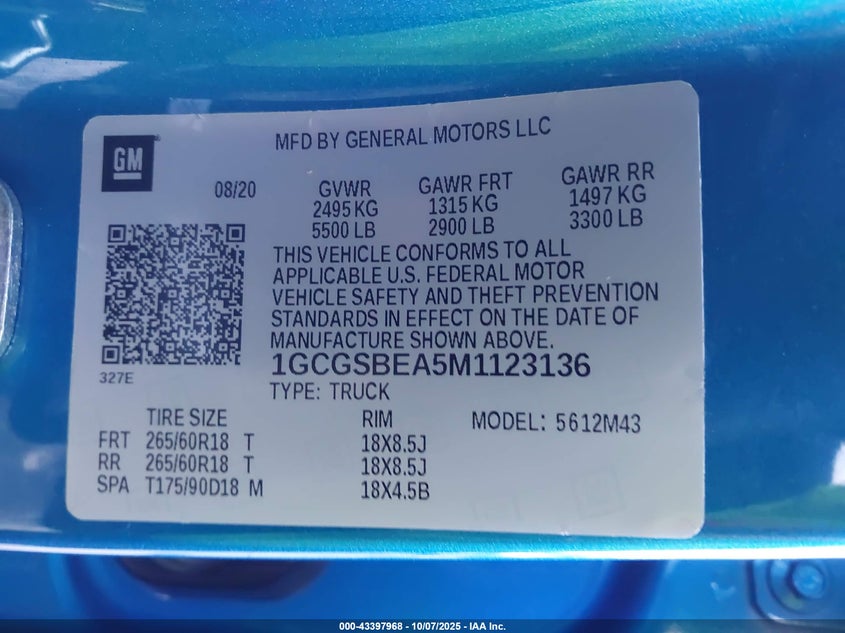 MFD BY GENERAL MOTORS LLC
GM
08/20
GVWR
2495 KG
5500 LB
GAWR FRT
1315 KG
2900 LB
GAWR RR
1497 KG
3300 LB
THIS VEHICLE CONFORMS TO ALL
APPLICABLE U.S. FEDERAL MOTOR
VEHICLE SAFETY AND THEFT PREVENTION
STANDARDS IN EFFECT ON THE DATE OF
MANUFACTURE SHOWN ABOVE.
327E
1GCGSBEA5M1123136
TYPE: TRUCK
TIRE SIZE RIM MODEL: 5612M43
FRT 265/60R18 T 18X8.5J
RR 265/60R18 T 18X8.5J
SPA T175/90D18 M 18X4.5B
000-43397968 - 10/07/2025 - IAA Inc.